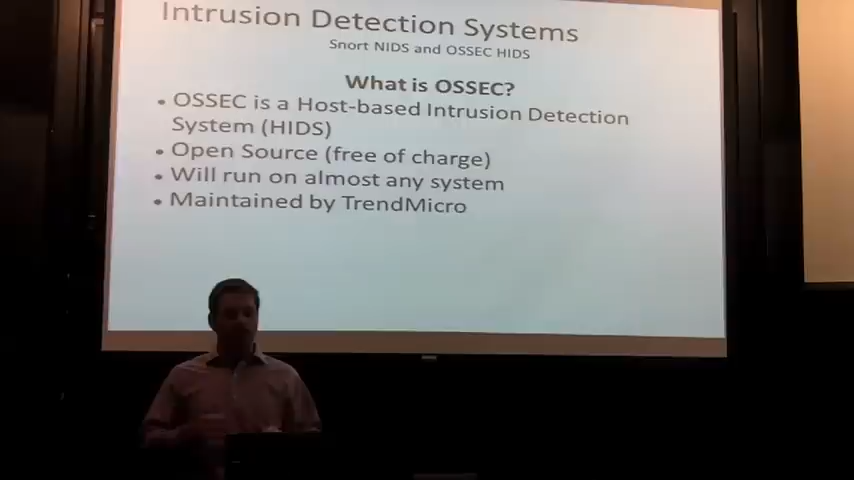 Intrusion Detection Systems
Snort NIDS and OSSEC HIDS
What is OSSEC?
• OSSEC is a Host-based Intrusion Detection
System (HIDS)
• Open Source (free of charge)
• Will run on almost any system
• Maintained by TrendMicro